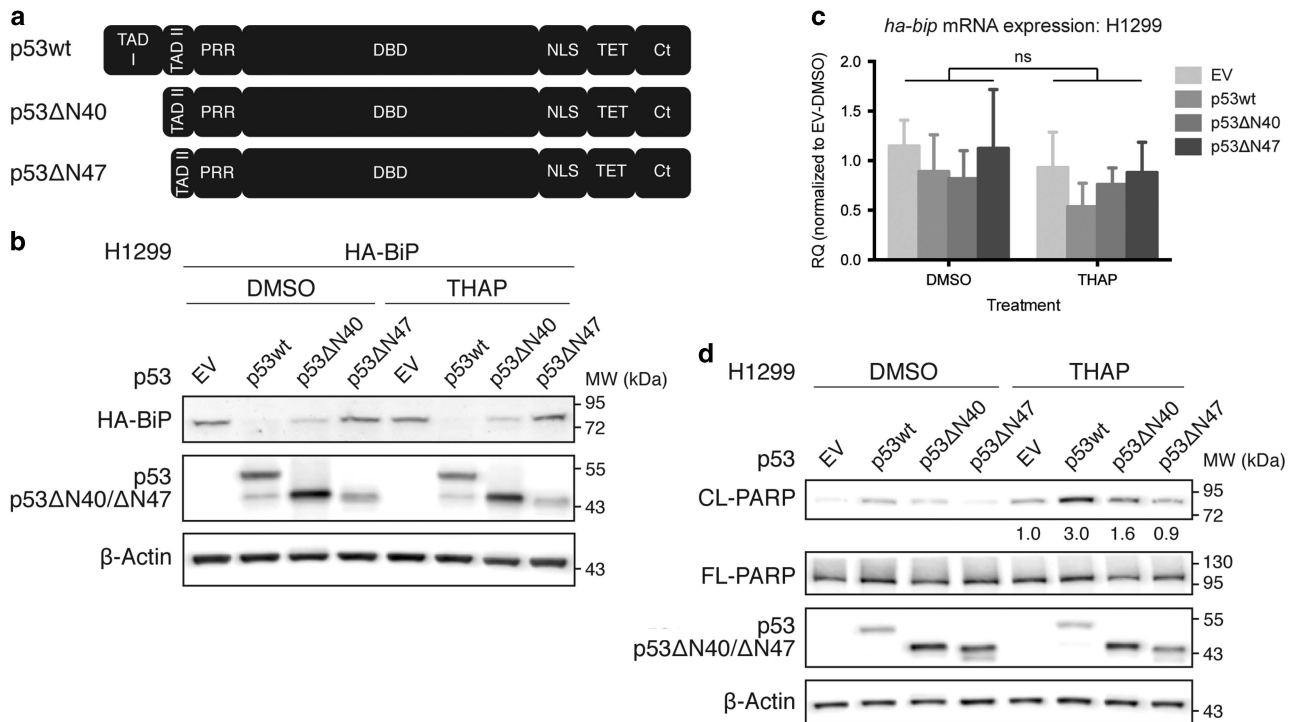 a
p53wt
TAD I
TAD II
PRR
DBD
NLS
TET
Ct
p53ΔN40
TAD II
PRR
DBD
NLS
TET
Ct
p53ΔN47
TAD II
PRR
DBD
NLS
TET
Ct
b
H1299
HA-BiP
DMSO
THAP
p53
EV
p53wt
p53ΔN40
p53ΔN47
EV
p53wt
p53ΔN40
p53ΔN47
MW (kDa)
HA-BiP
95
72
p53
p53ΔN40/ΔN47
55
43
β-Actin
43
c
ha-bip mRNA expression: H1299
RQ (normalized to EV-DMSO)
2.0
1.5
1.0
0.5
0.0
ns
DMSO
THAP
Treatment
EV
p53wt
p53ΔN40
p53ΔN47
d
H1299
DMSO
THAP
p53
EV
p53wt
p53ΔN40
p53ΔN47
EV
p53wt
p53ΔN40
p53ΔN47
MW (kDa)
CL-PARP
95
72
1.0 3.0 1.6 0.9
FL-PARP
130
95
p53
p53ΔN40/ΔN47
55
43
β-Actin
43